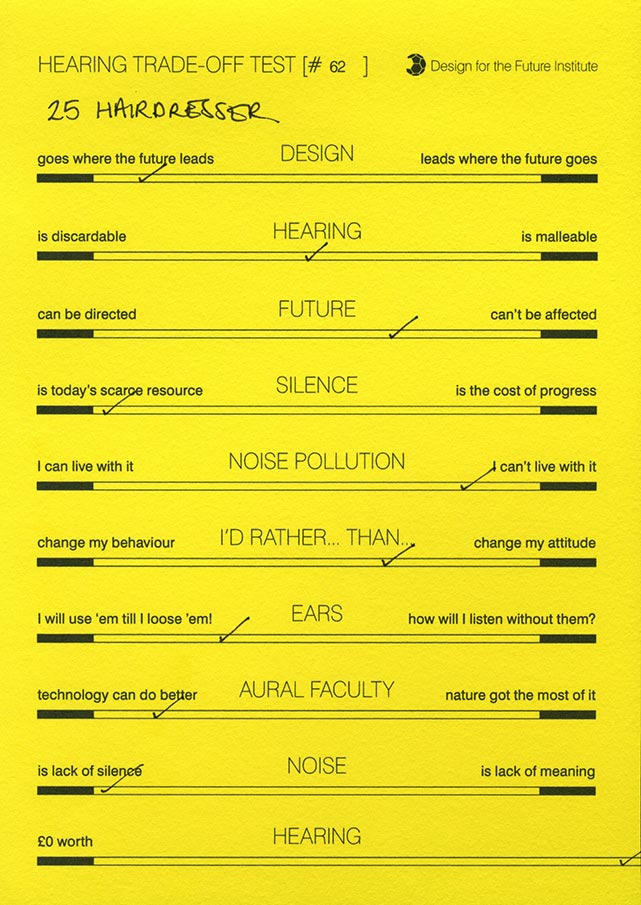 HEARING TRADE-OFF TEST [# 62 ] Design for the Future Institute
25 HAIRDRESSER
DESIGN
goes where the future leads leads where the future goes
HEARING
is discardable is malleable
FUTURE
can be directed can't be affected
SILENCE
is today's scarce resource is the cost of progress
NOISE POLLUTION
I can live with it I can't live with it
I'D RATHER... THAN...
change my behaviour change my attitude
EARS
I will use 'em till I loose 'em! how will I listen without them?
AURAL FACULTY
technology can do better nature got the most of it
NOISE
is lack of silence is lack of meaning
HEARING
£0 worth